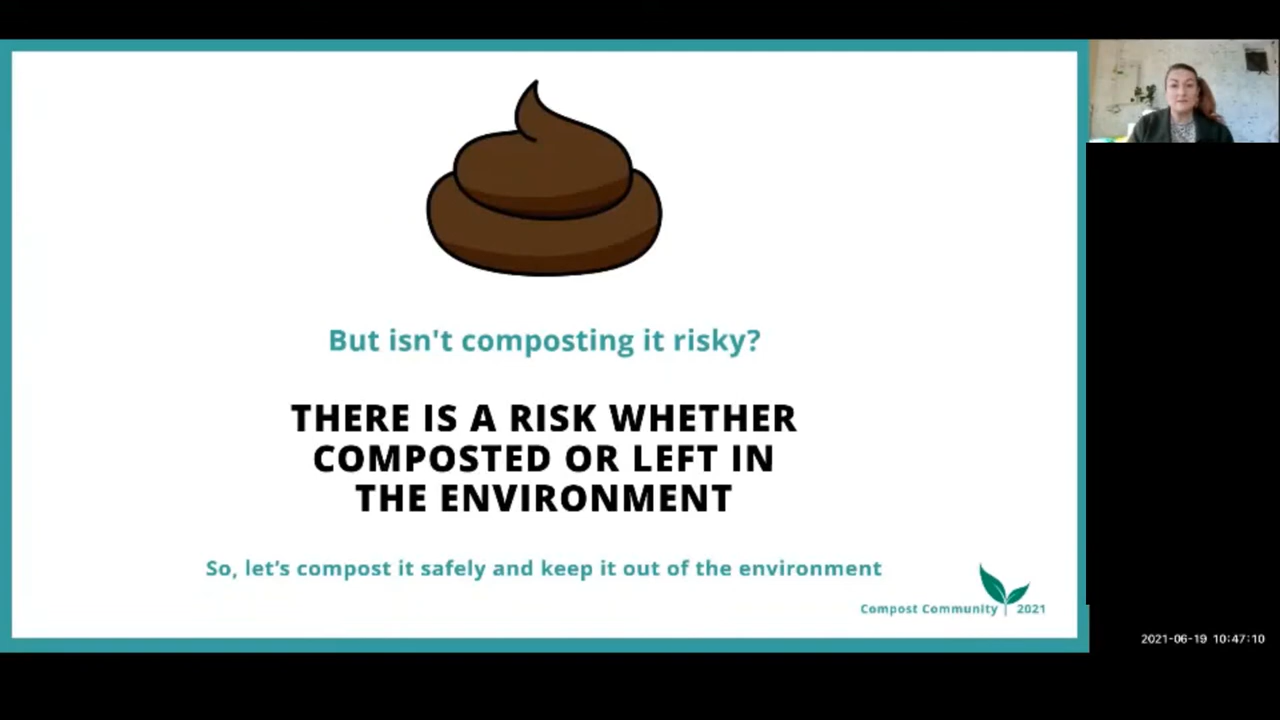 But isn't composting it risky?
THERE IS A RISK WHETHER
COMPOSTED OR LEFT IN
THE ENVIRONMENT
So, let's compost it safely and keep it out of the environment
Compost Community 2021
2021-06-19 10:47:10